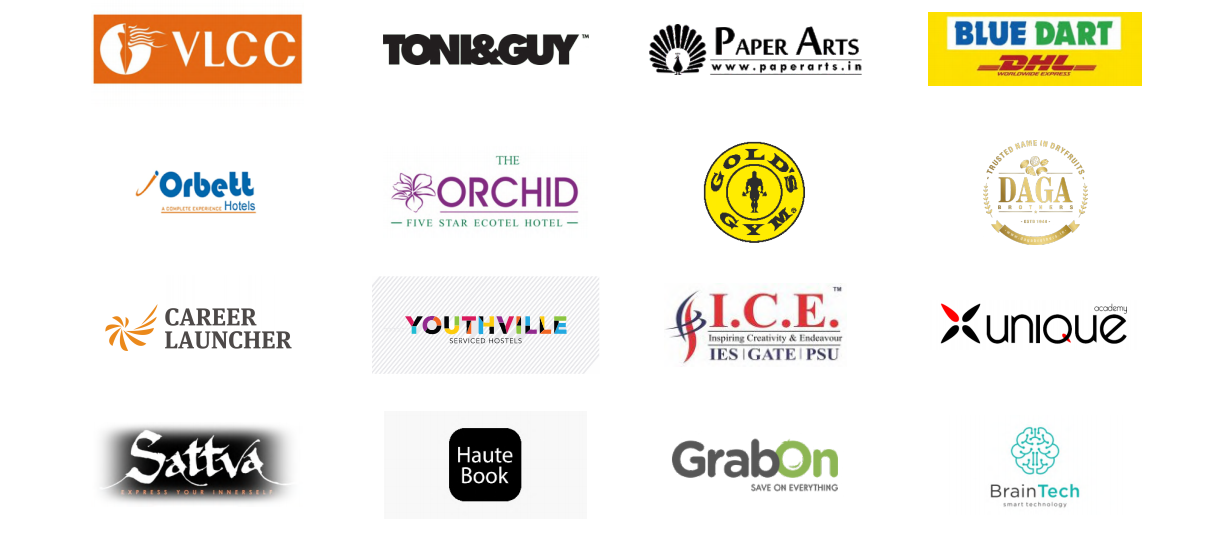 VLCC
TONI&GUY™
PAPER ARTS
www.paperarts.in
BLUE DART
DHL
WORLDWIDE EXPRESS
Orbett
A COMPLETE EXPERIENCE Hotels
THE
ORCHID
FIVE STAR ECOTEL HOTEL
GOLD'S
GYM®
TRUSTED NAME IN DRYFRUITS
DAGA
BROTHERS
CAREER
LAUNCHER
YOUTHVILLE
SERVICED HOSTELS
I.C.E.™
Inspiring Creativity & Endeavour
IES | GATE | PSU
academy
unique
Sattva
EXPRESS YOUR INNERSELF
Haute
Book
GrabOn
SAVE ON EVERYTHING
BrainTech
smart technology